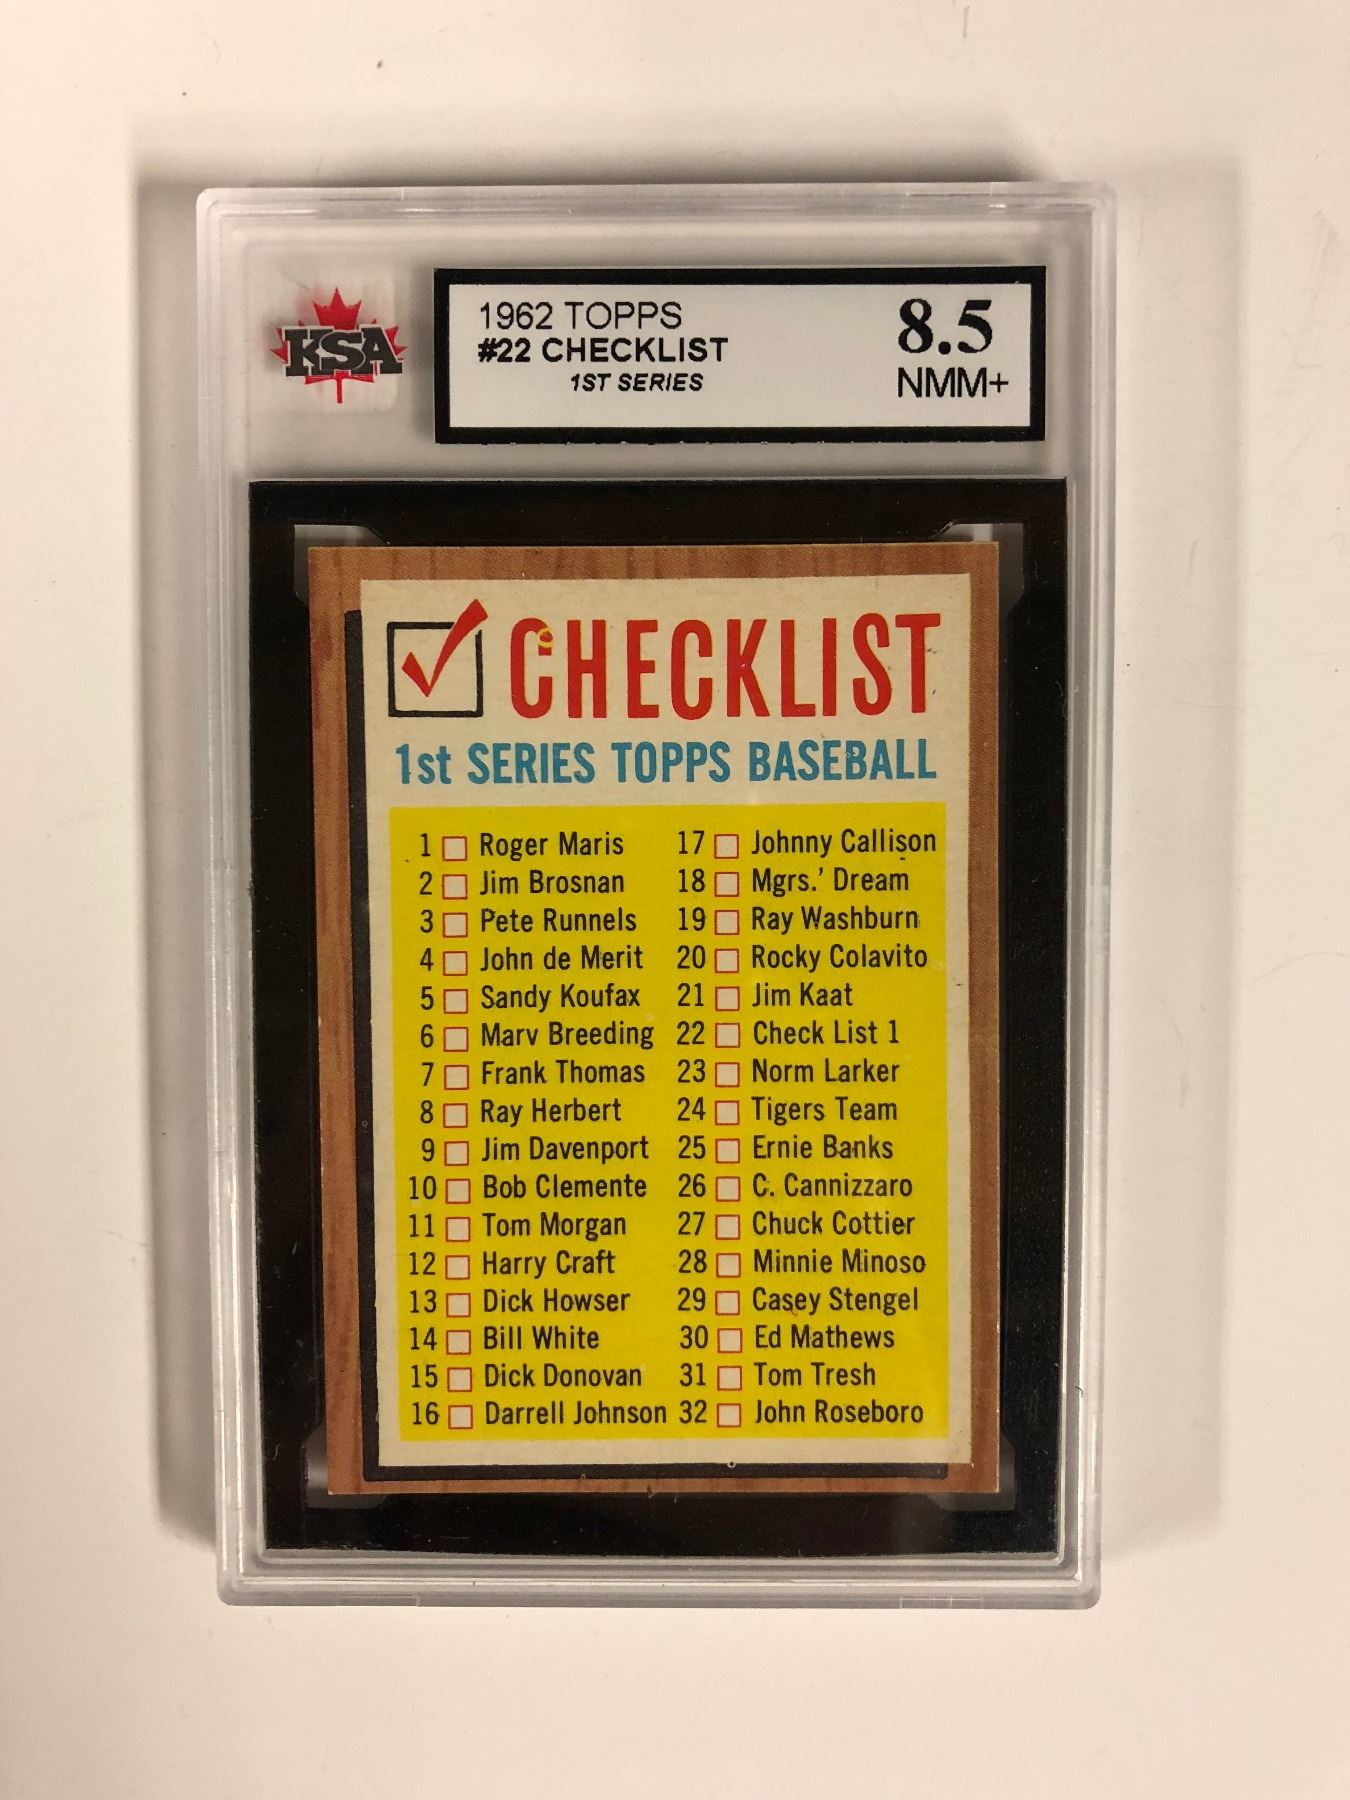 KSA
1962 TOPPS
#22 CHECKLIST
1ST SERIES
8.5
NMM+
CHECKLIST
1st SERIES TOPPS BASEBALL
1 Roger Maris
2 Jim Brosnan
3 Pete Runnels
4 John de Merit
5 Sandy Koufax
6 Marv Breeding
7 Frank Thomas
8 Ray Herbert
9 Jim Davenport
10 Bob Clemente
11 Tom Morgan
12 Harry Craft
13 Dick Howser
14 Bill White
15 Dick Donovan
16 Darrell Johnson
17 Johnny Callison
18 Mgrs.' Dream
19 Ray Washburn
20 Rocky Colavito
21 Jim Kaat
22 Check List 1
23 Norm Larker
24 Tigers Team
25 Ernie Banks
26 C. Cannizzaro
27 Chuck Cottier
28 Minnie Minoso
29 Casey Stengel
30 Ed Mathews
31 Tom Tresh
32 John Roseboro